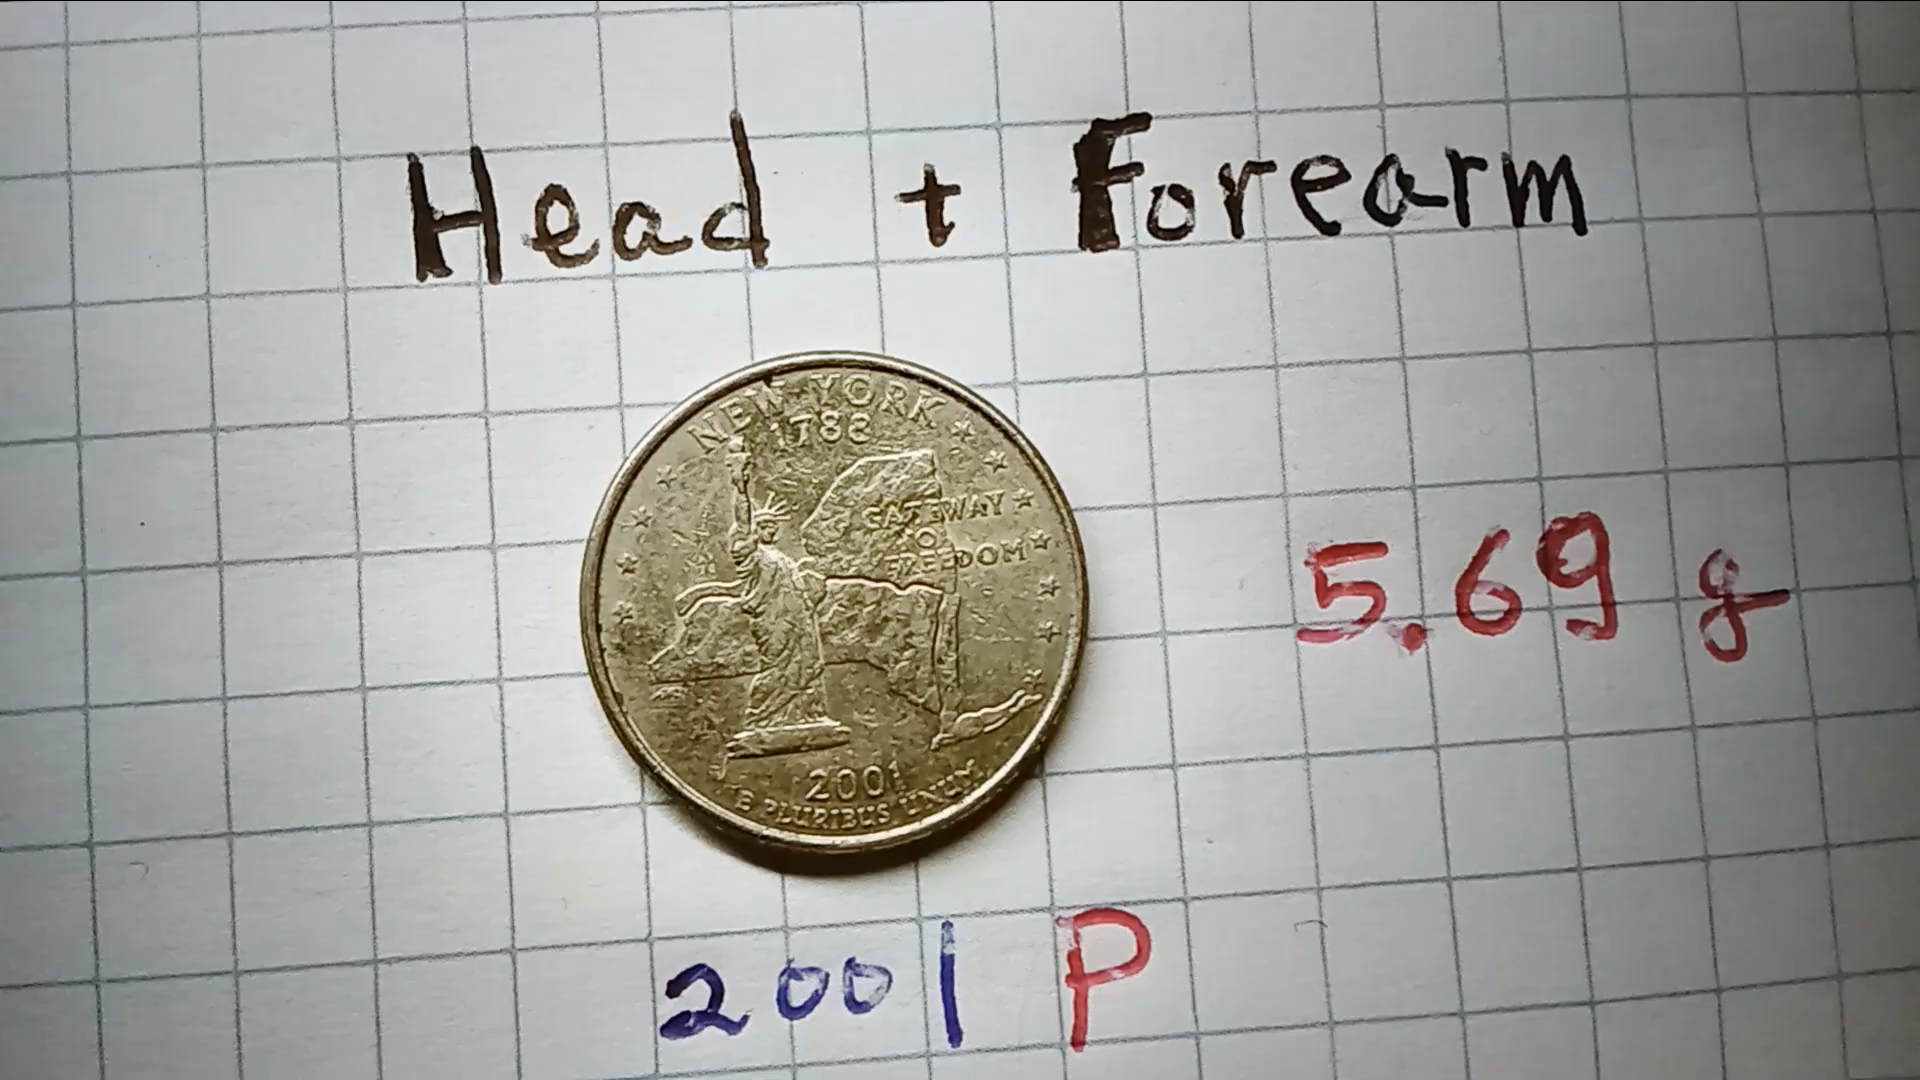 Head + Forearm
NEW YORK
1788
GATEWAY
TO
FREEDOM
5.69 g
2001
E PLURIBUS UNUM
2001 P